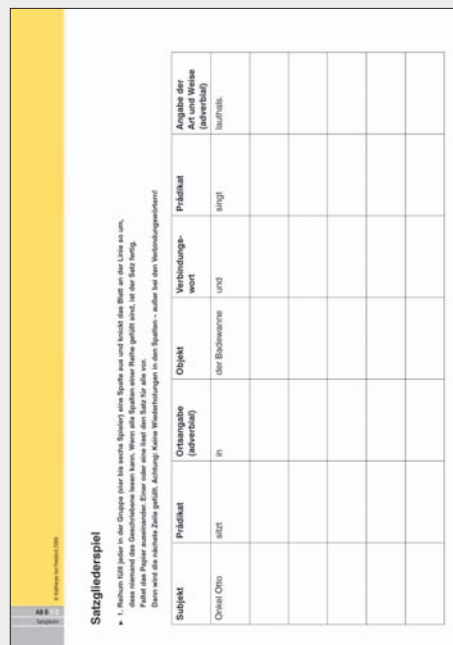 Satzgliederspiel
► 1. Reihum füllt jeder in der Gruppe (vier bis sechs Spieler) eine Spalte aus und knickt das Blatt an der Linie so um,
dass niemand das Geschriebene lesen kann. Wenn alle Spalten einer Reihe gefüllt sind, ist der Satz fertig.
Faltet das Papier auseinander. Einer oder eine liest den Satz für alle vor.
Dann wird die nächste Zeile gefüllt. Achtung: Keine Wiederholungen in den Spalten – außer bei den Verbindungswörtern!
Subjekt
Prädikat
Ortsangabe
(adverbial)
Objekt
Verbindungs-
wort
Prädikat
Angabe der
Art und Weise
(adverbial)
Onkel Otto
sitzt
in
der Badewanne
und
singt
lauthals.
AB 8
Satzglieder